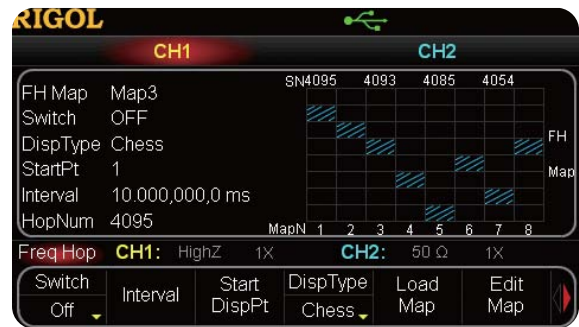 RIGOL
CH1 CH2
SN4095 4093 4085 4054
FH Map Map3
Switch OFF
DispType Chess
FH
StartPt 1
Map
Interval 10.000,000,0 ms
HopNum 4095
MapN 1 2 3 4 5 6 7 8
Freq Hop CH1: HighZ 1X CH2: 50 Ω 1X
Switch Interval Start DispType Load Edit
Off DispPt Chess Map Map